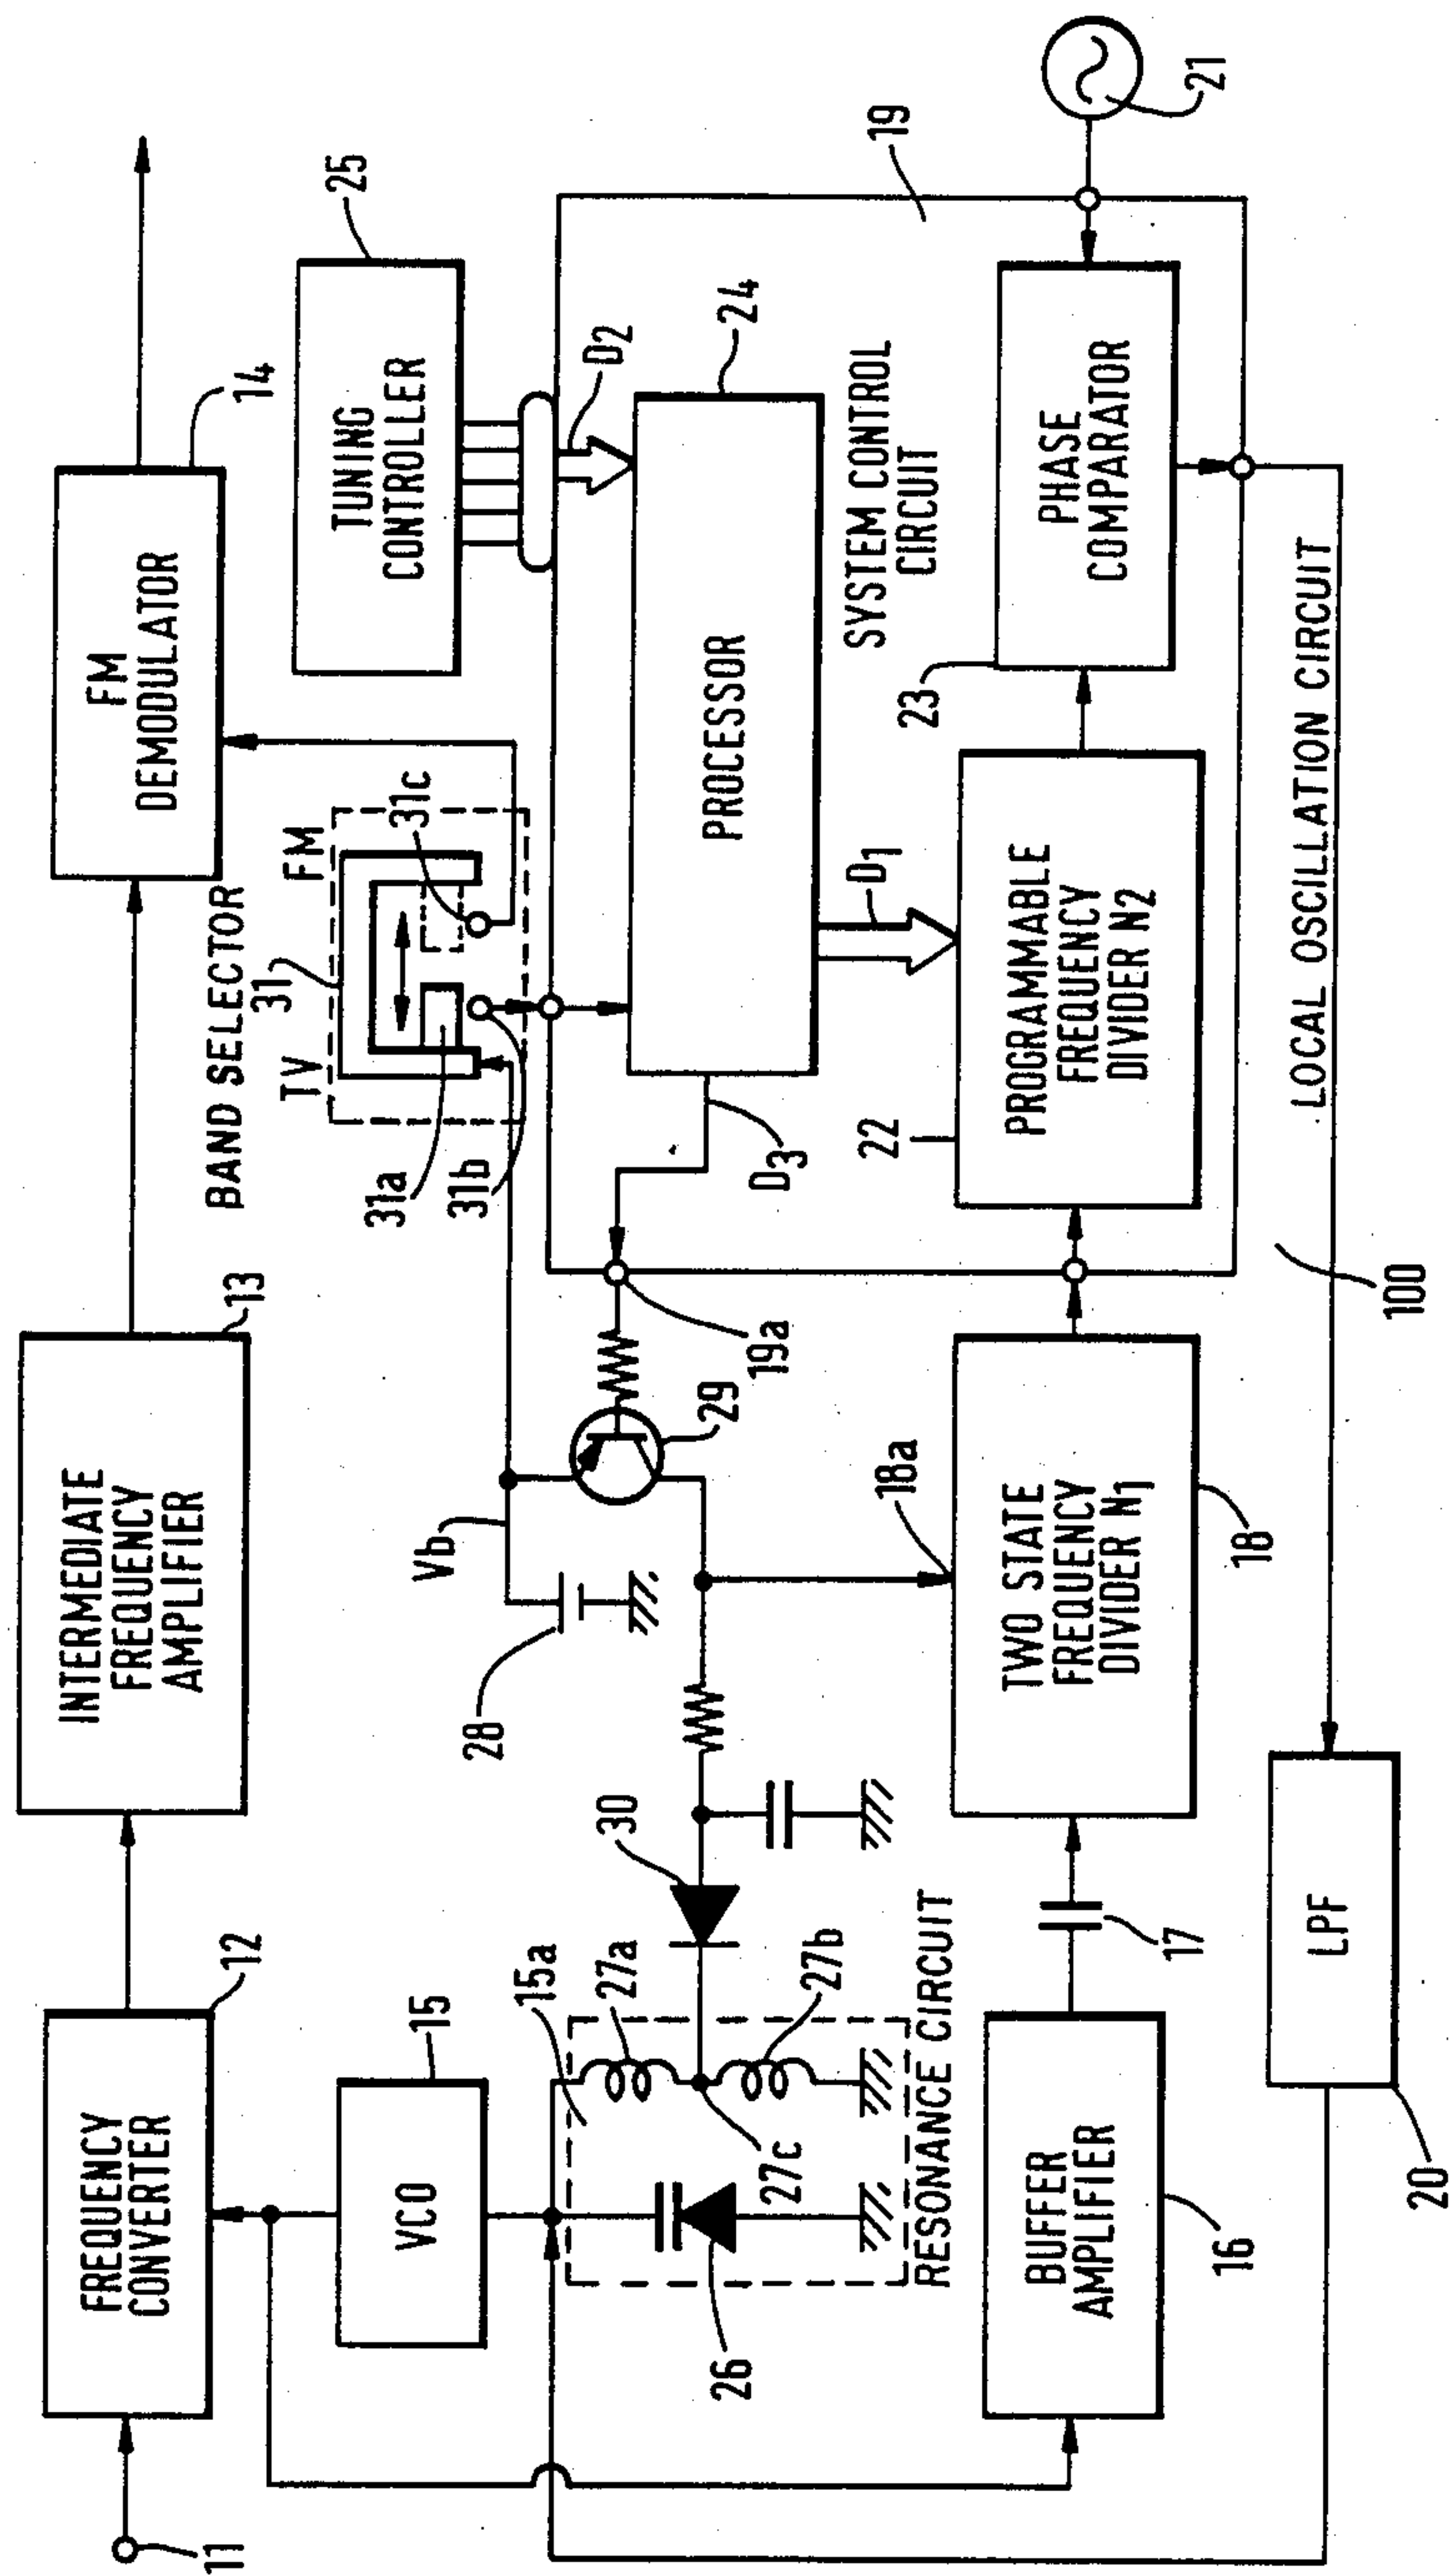 11
FREQUENCY
CONVERTER
12
INTERMEDIATE
FREQUENCY
AMPLIFIER
13
FM
DEMODULATOR
14
BAND SELECTOR
31
TV
FM
31a
31b
31c
TUNING
CONTROLLER
25
VCO
15
15a
27a
27b
27c
26
RESONANCE CIRCUIT
30
28
Vb
29
19a
D3
PROCESSOR
24
D2
D1
SYSTEM CONTROL
CIRCUIT
19
BUFFER
AMPLIFIER
16
17
TWO STATE
FREQUENCY
DIVIDER N1
18
18a
22
PROGRAMMABLE
FREQUENCY
DIVIDER N2
23
PHASE
COMPARATOR
21
LPF
20
100
LOCAL OSCILLATION CIRCUIT